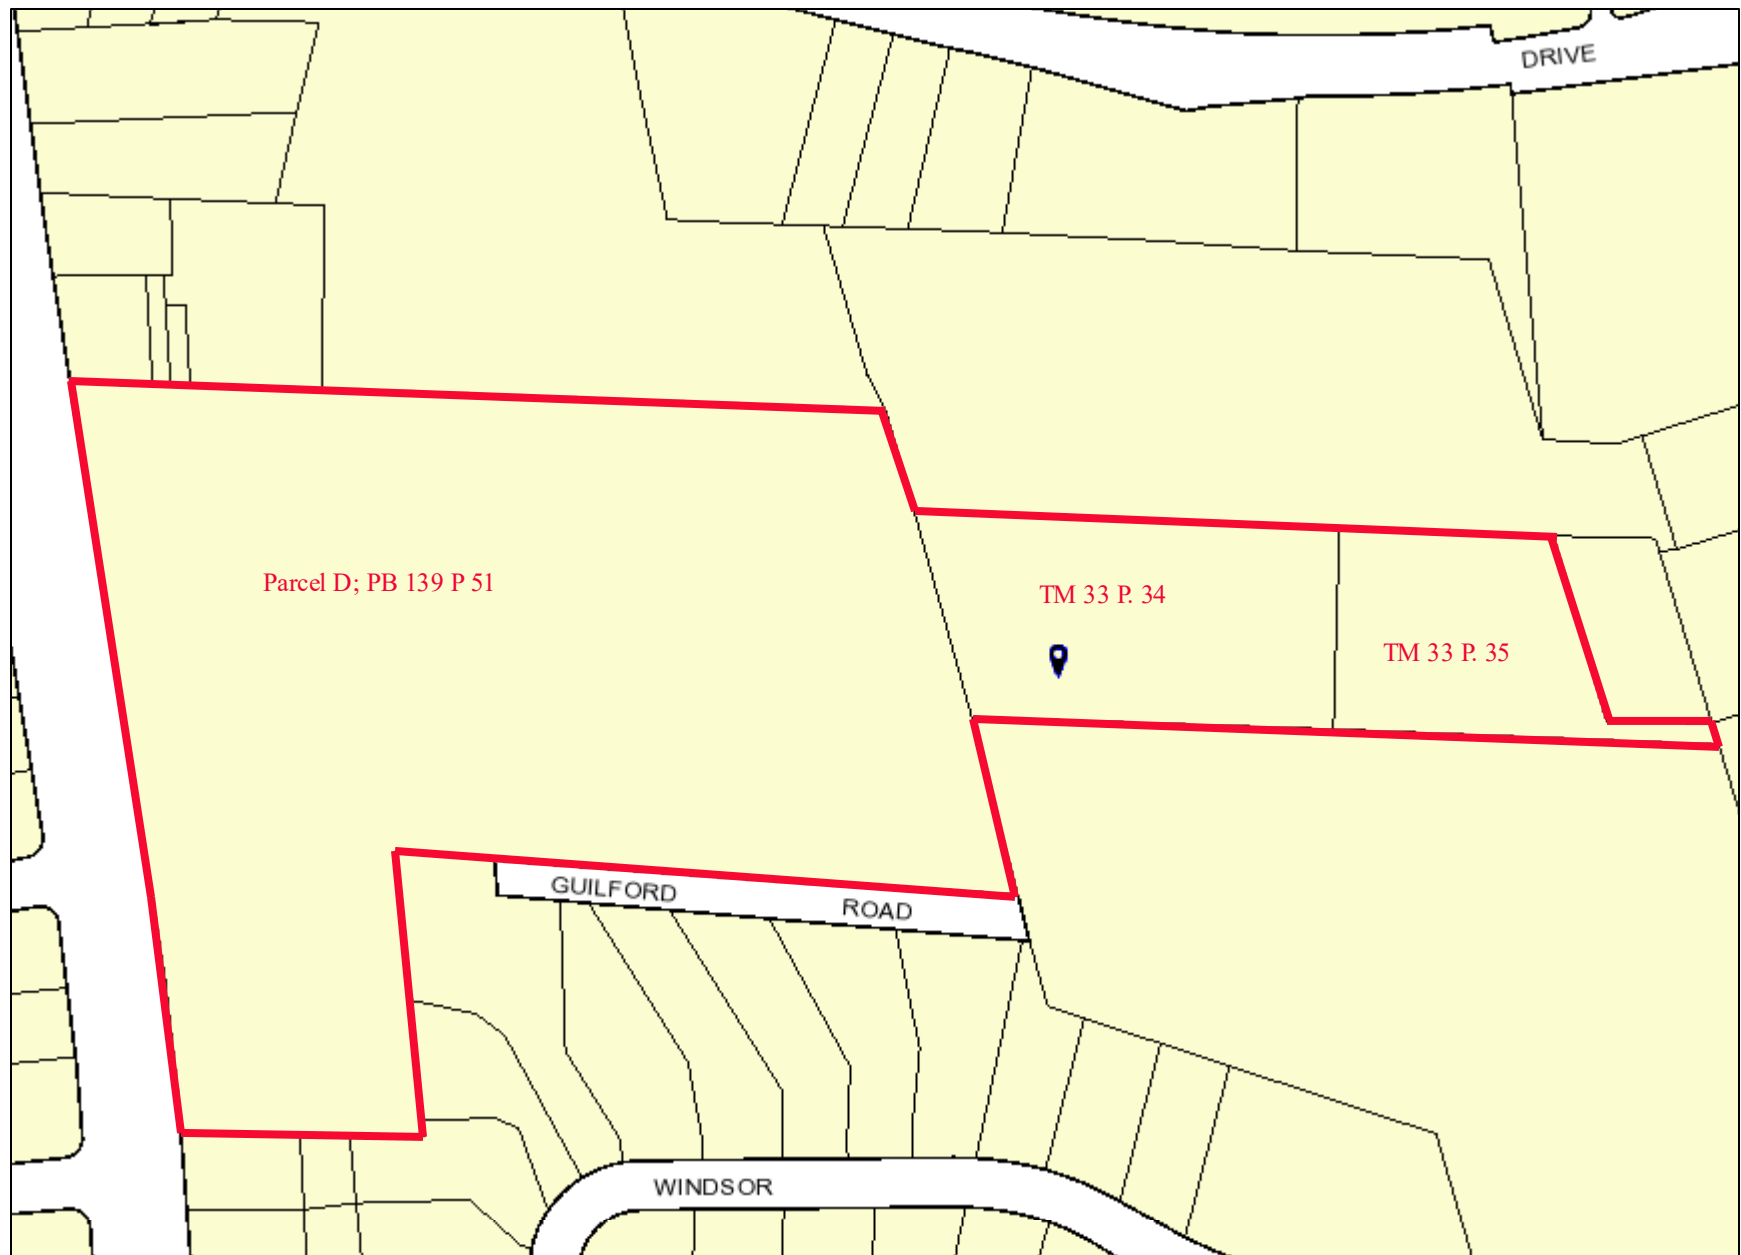 DRIVE
Parcel D; PB 139 P 51
TM 33 P. 34
TM 33 P. 35
GUILFORD ROAD
WINDSOR